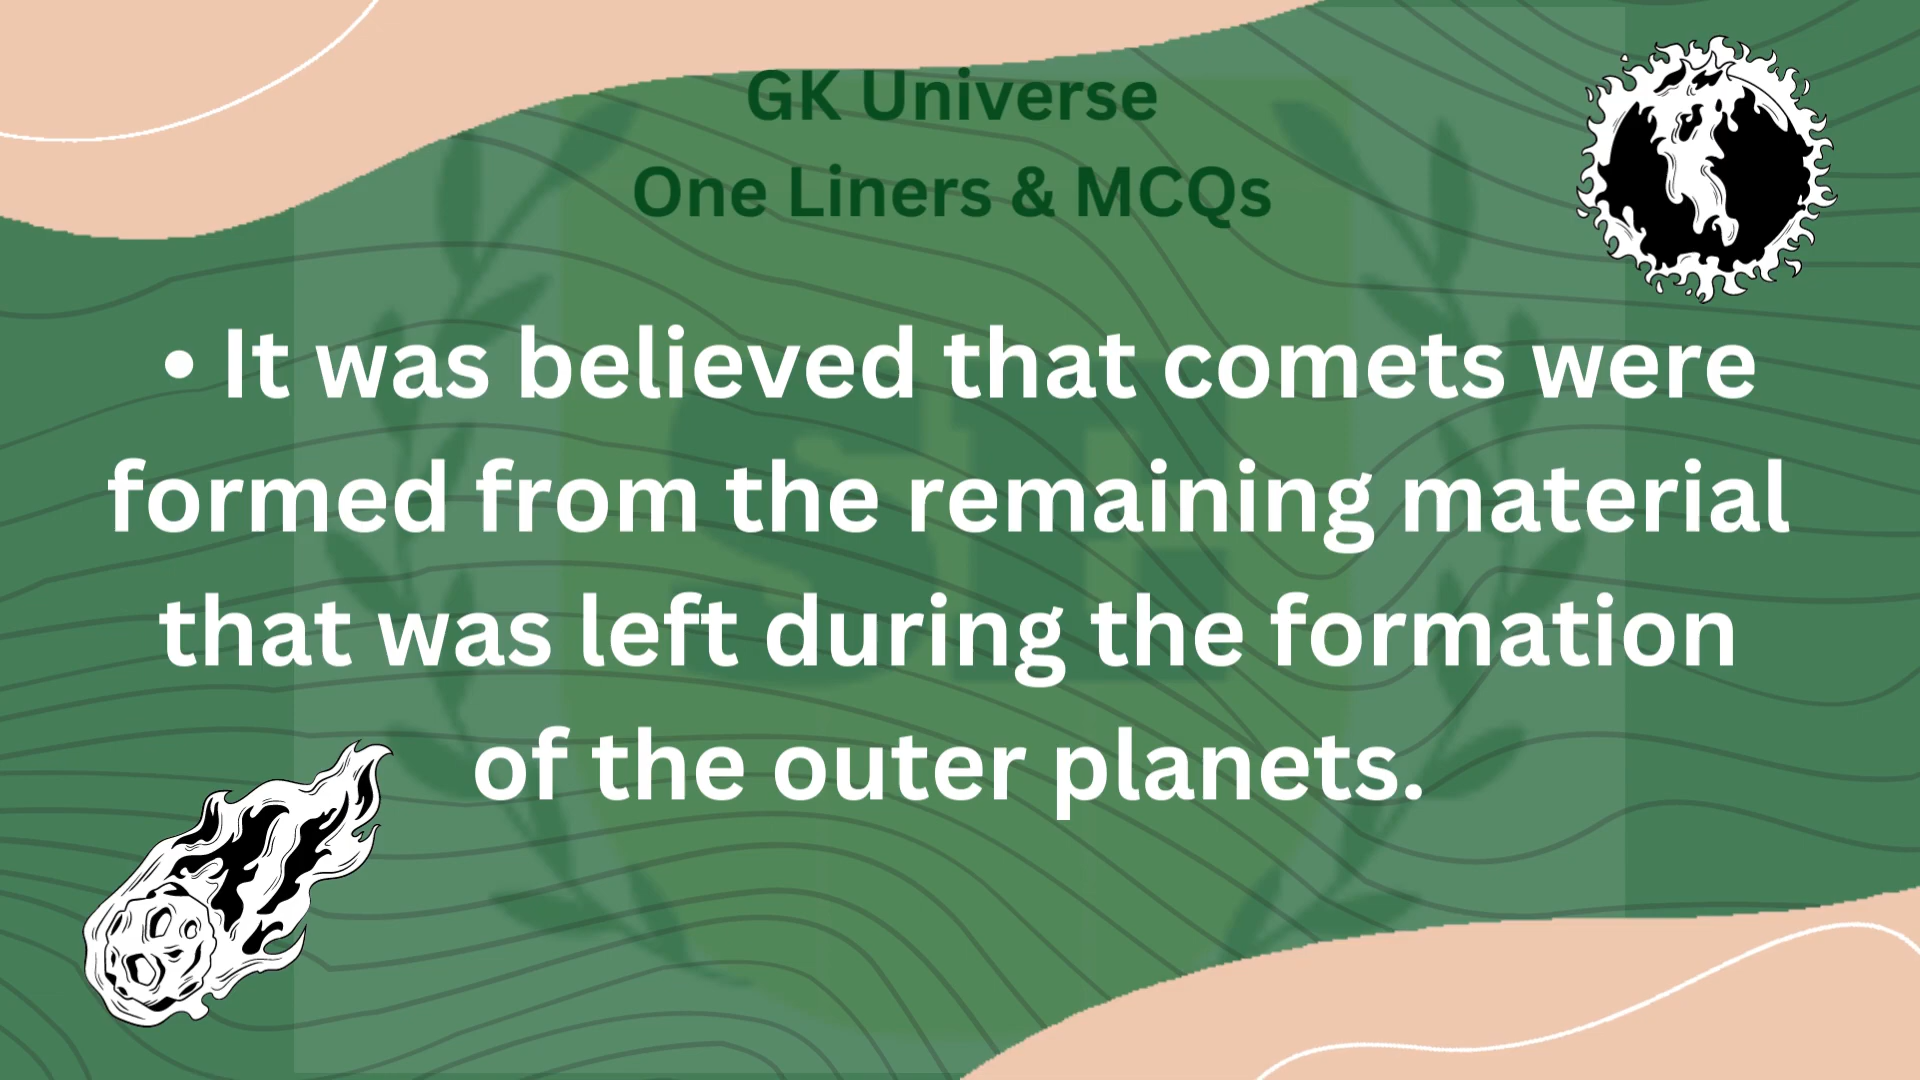 GK Universe
One Liners & MCQs
• It was believed that comets were
formed from the remaining material
that was left during the formation
of the outer planets.